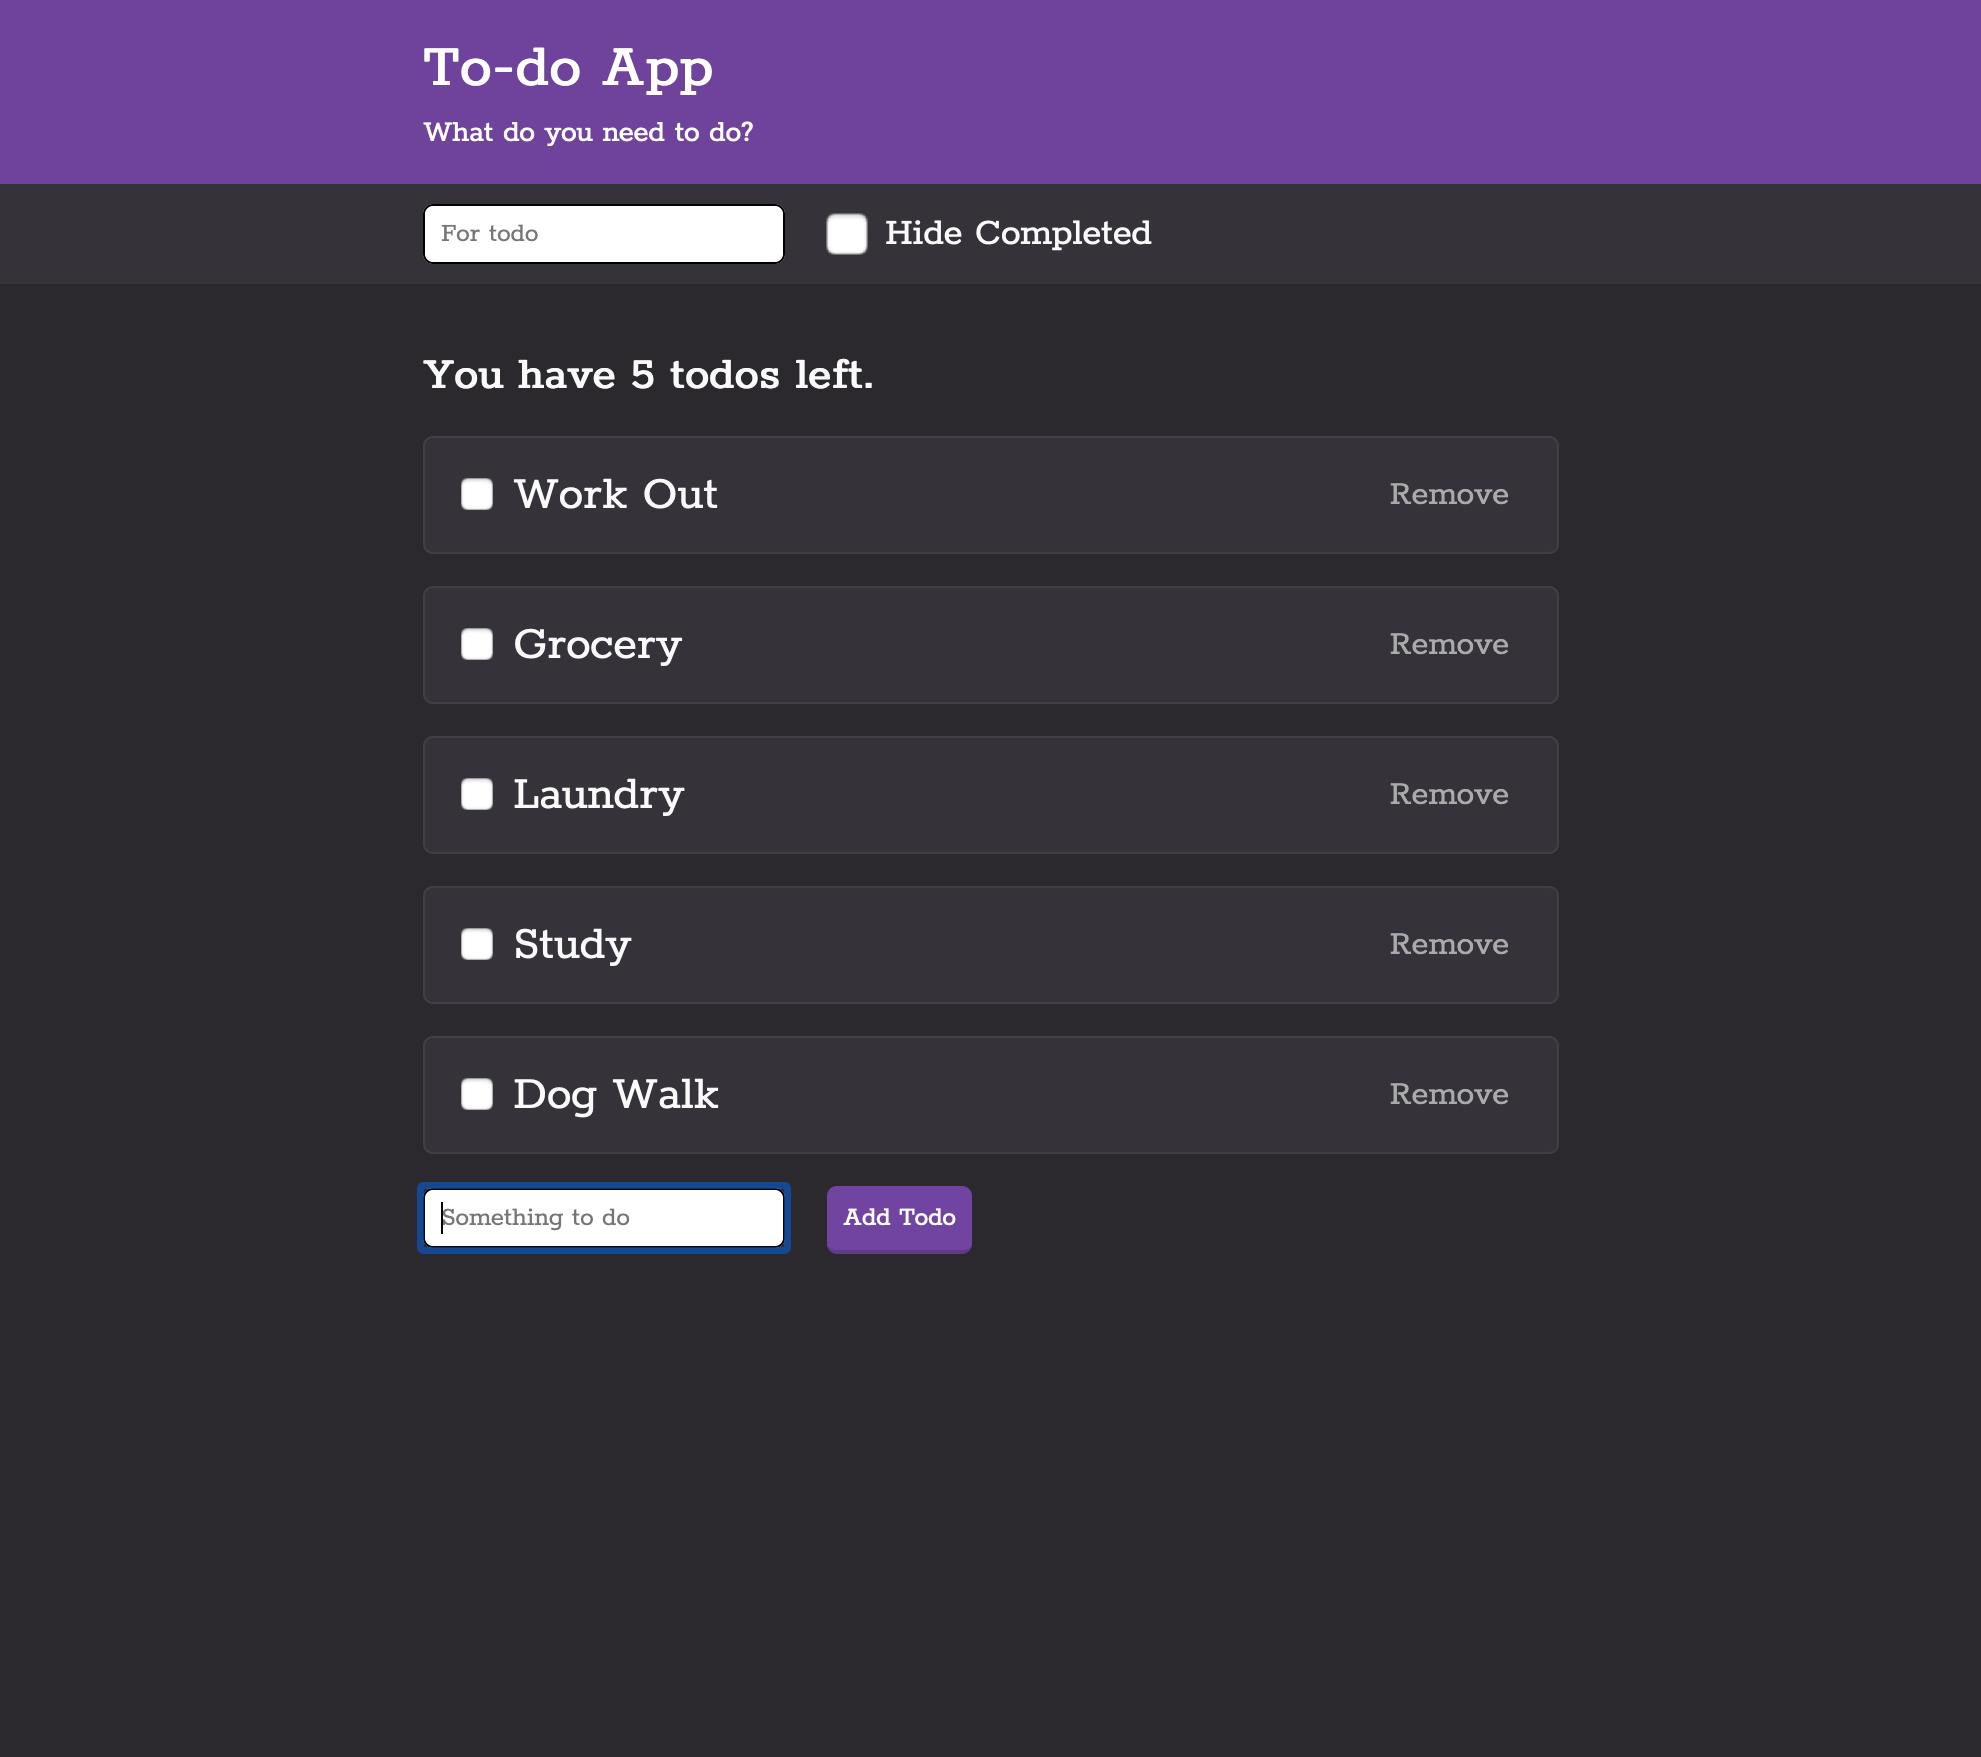 To-do App
What do you need to do?
For todo Hide Completed
You have 5 todos left.
Work Out Remove
Grocery Remove
Laundry Remove
Study Remove
Dog Walk Remove
Something to do Add Todo